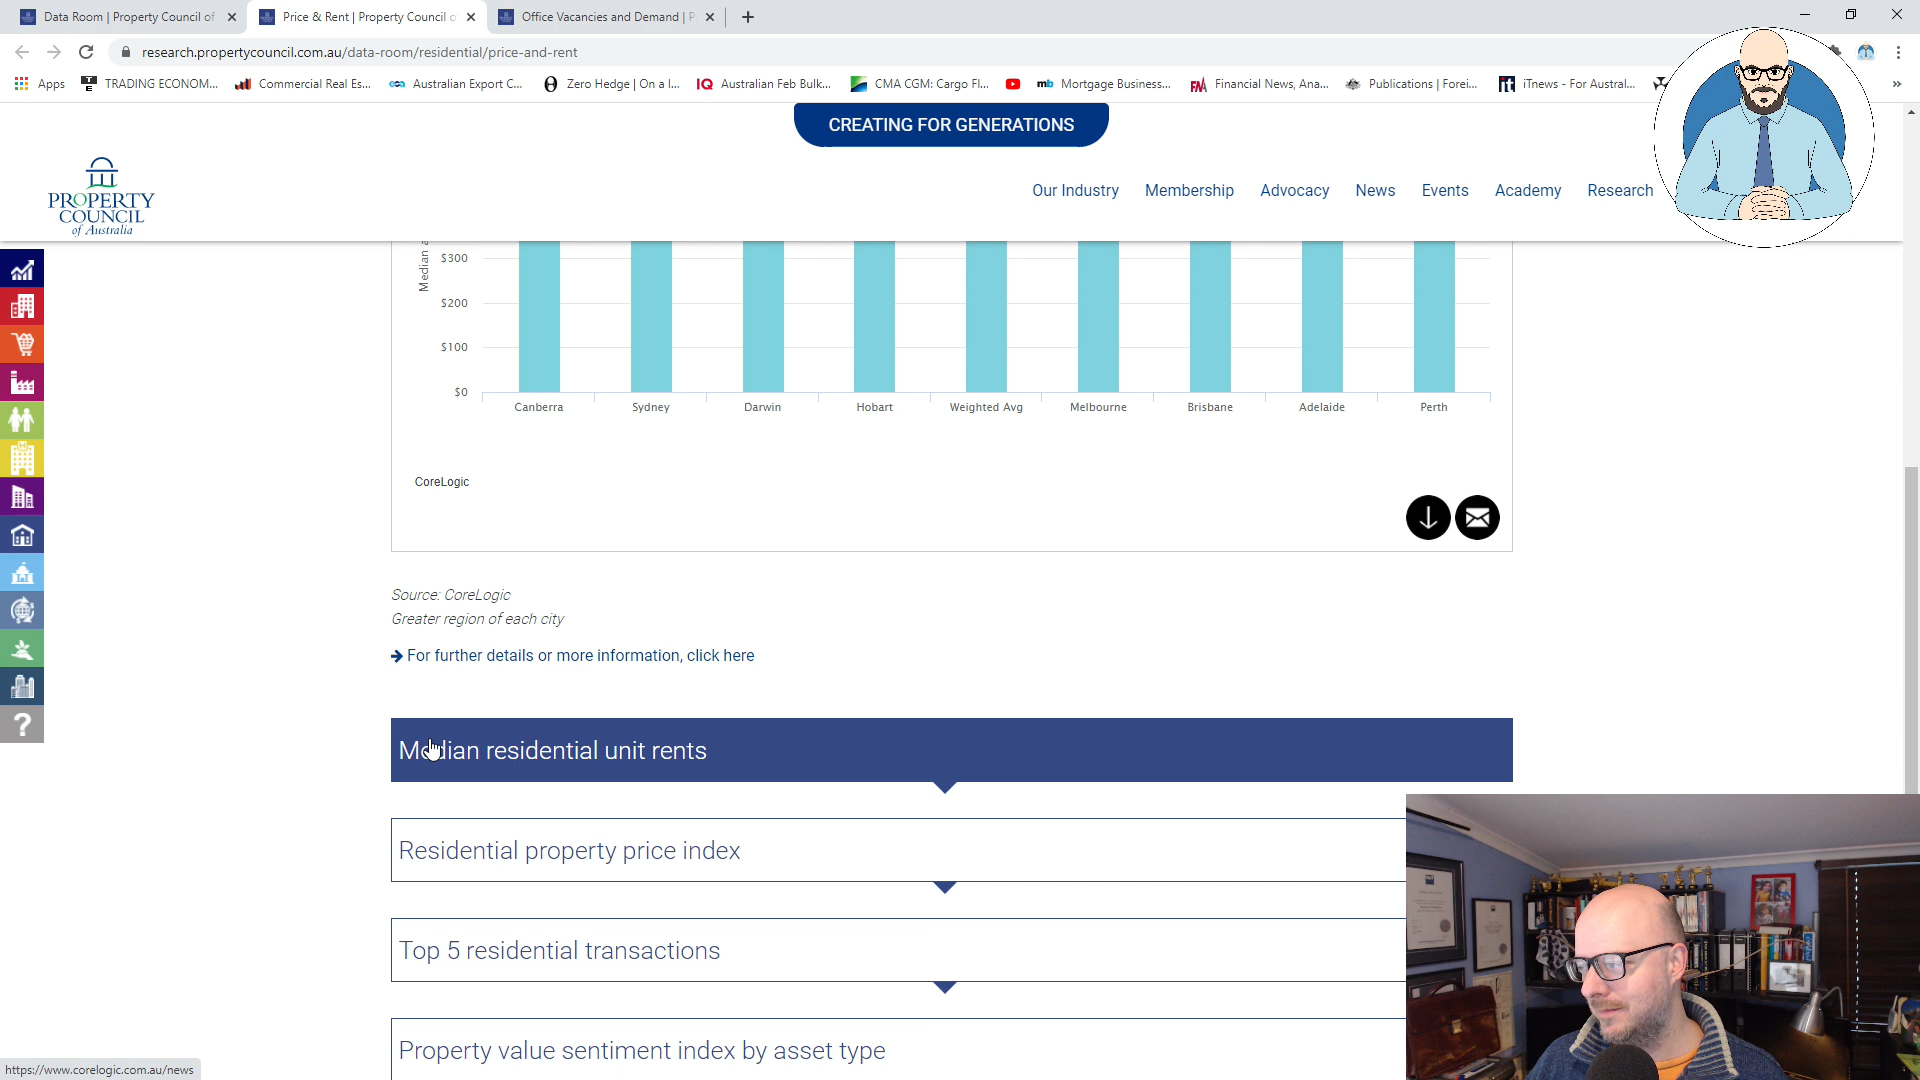 Data Room | Property Council of
Price & Rent | Property Council o
Office Vacancies and Demand | P
research.propertycouncil.com.au/data-room/residential/price-and-rent
Apps
TRADING ECONOM...
Commercial Real Es...
Australian Export C...
Zero Hedge | On a l...
IQ Australian Feb Bulk...
CMA CGM: Cargo Fl...
mb Mortgage Business...
FM Financial News, Ana...
Publications | Forei...
it iTnews - For Austral...
CREATING FOR GENERATIONS
PROPERTY
COUNCIL
of Australia
Our Industry
Membership
Advocacy
News
Events
Academy
Research
Median a
$300
$200
$100
$0
Canberra
Sydney
Darwin
Hobart
Weighted Avg
Melbourne
Brisbane
Adelaide
Perth
CoreLogic
Source: CoreLogic
Greater region of each city
For further details or more information, click here
Median residential unit rents
Residential property price index
Top 5 residential transactions
Property value sentiment index by asset type
?
https://www.corelogic.com.au/news